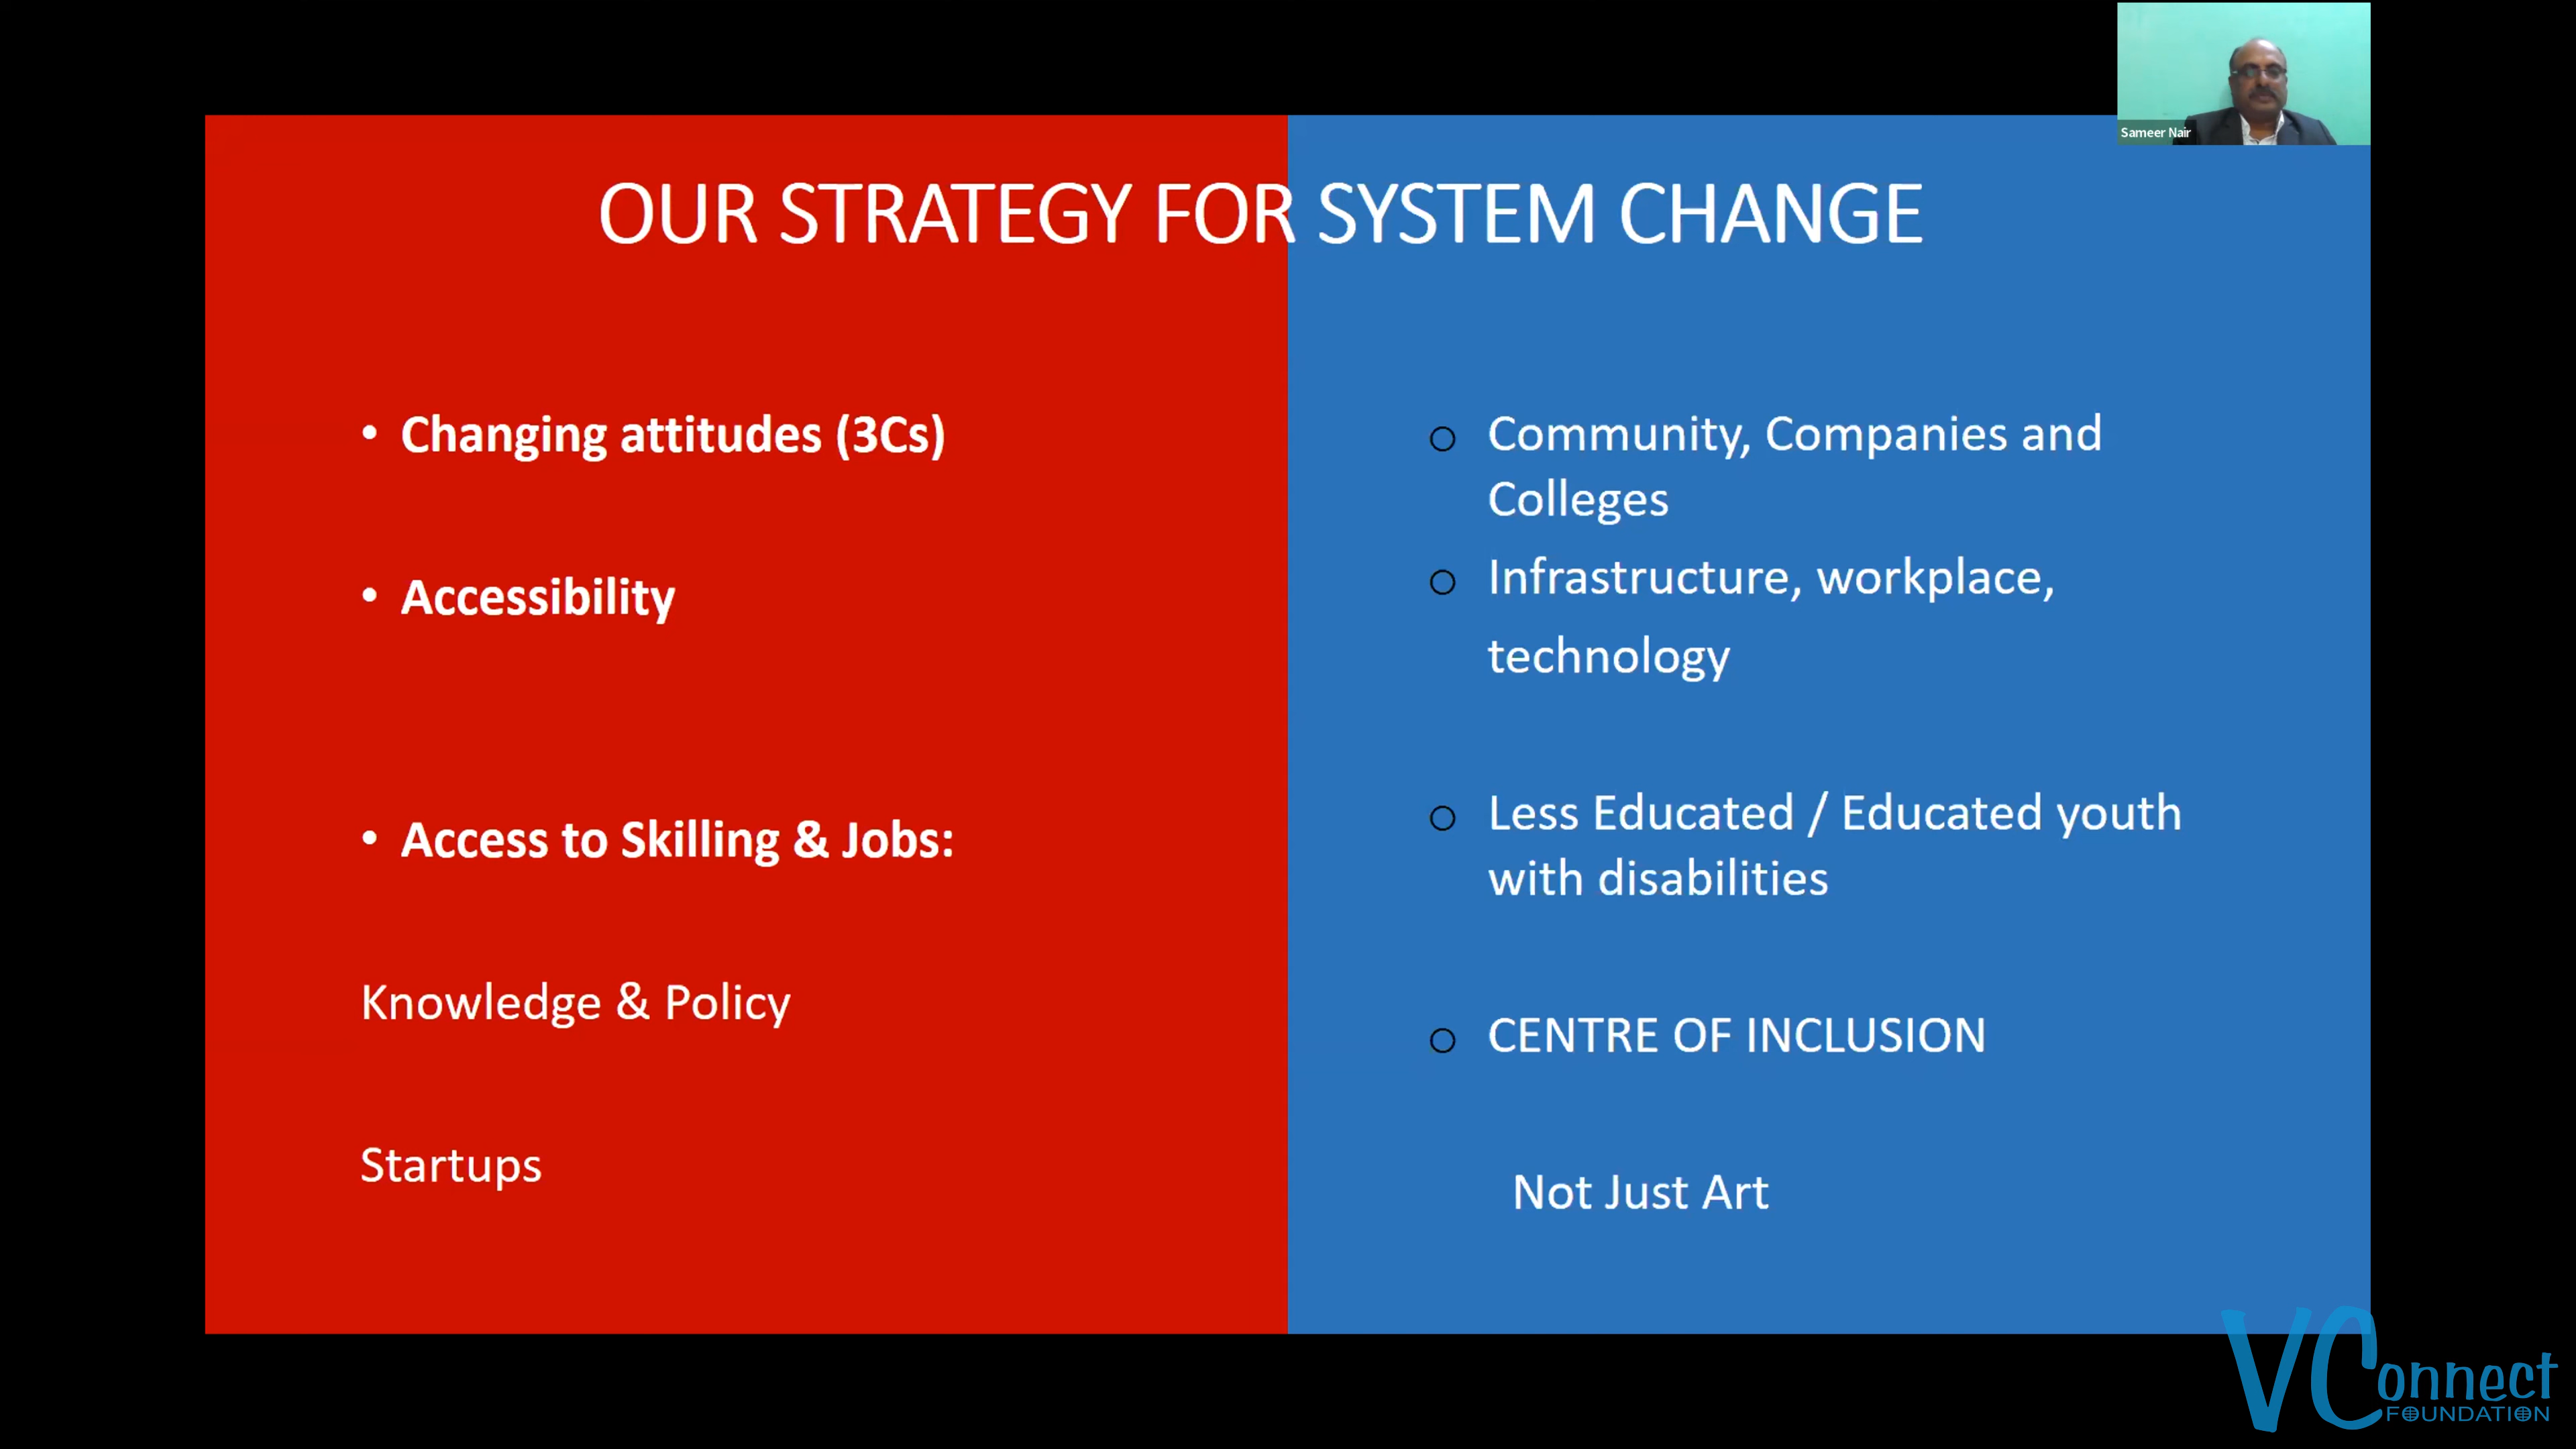 Sameer Nair
OUR STRATEGY FOR SYSTEM CHANGE
• Changing attitudes (3Cs)
• Accessibility
• Access to Skilling & Jobs:
Knowledge & Policy
Startups
o Community, Companies and
Colleges
o Infrastructure, workplace,
technology
o Less Educated / Educated youth
with disabilities
o CENTRE OF INCLUSION
Not Just Art
VConnect
FOUNDATION